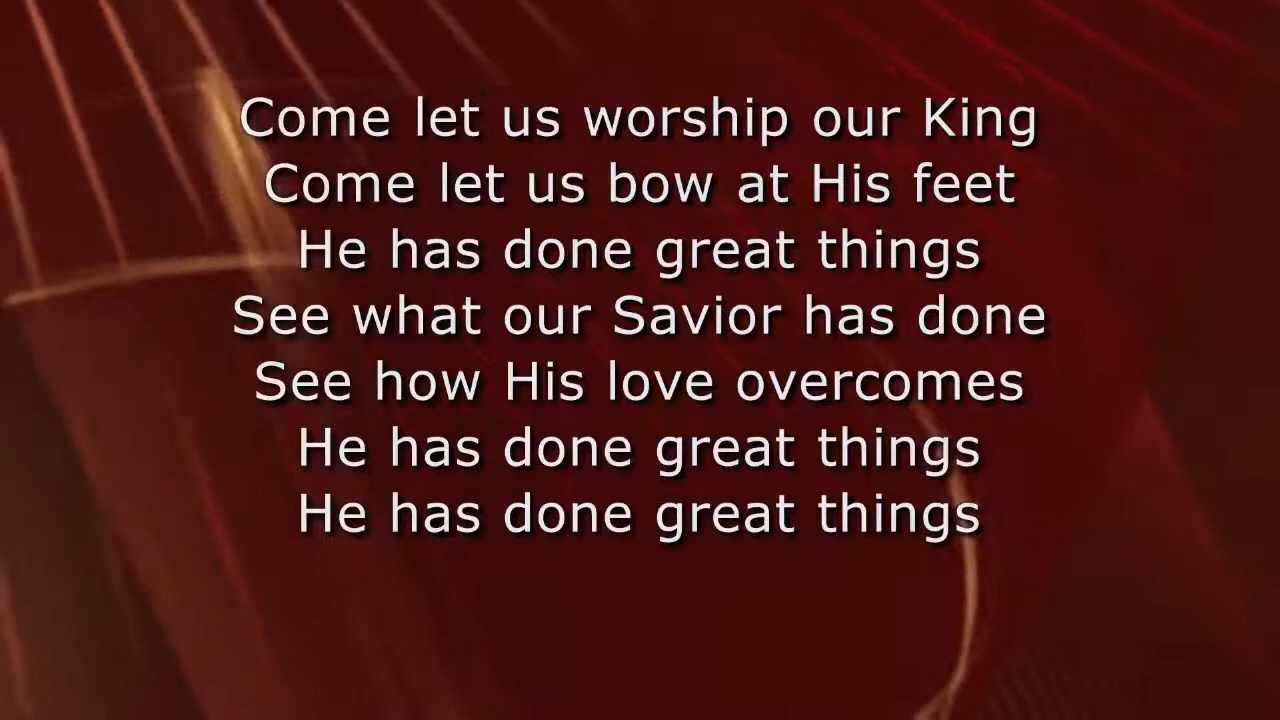 Come let us worship our King
Come let us bow at His feet
He has done great things
See what our Savior has done
See how His love overcomes
He has done great things
He has done great things